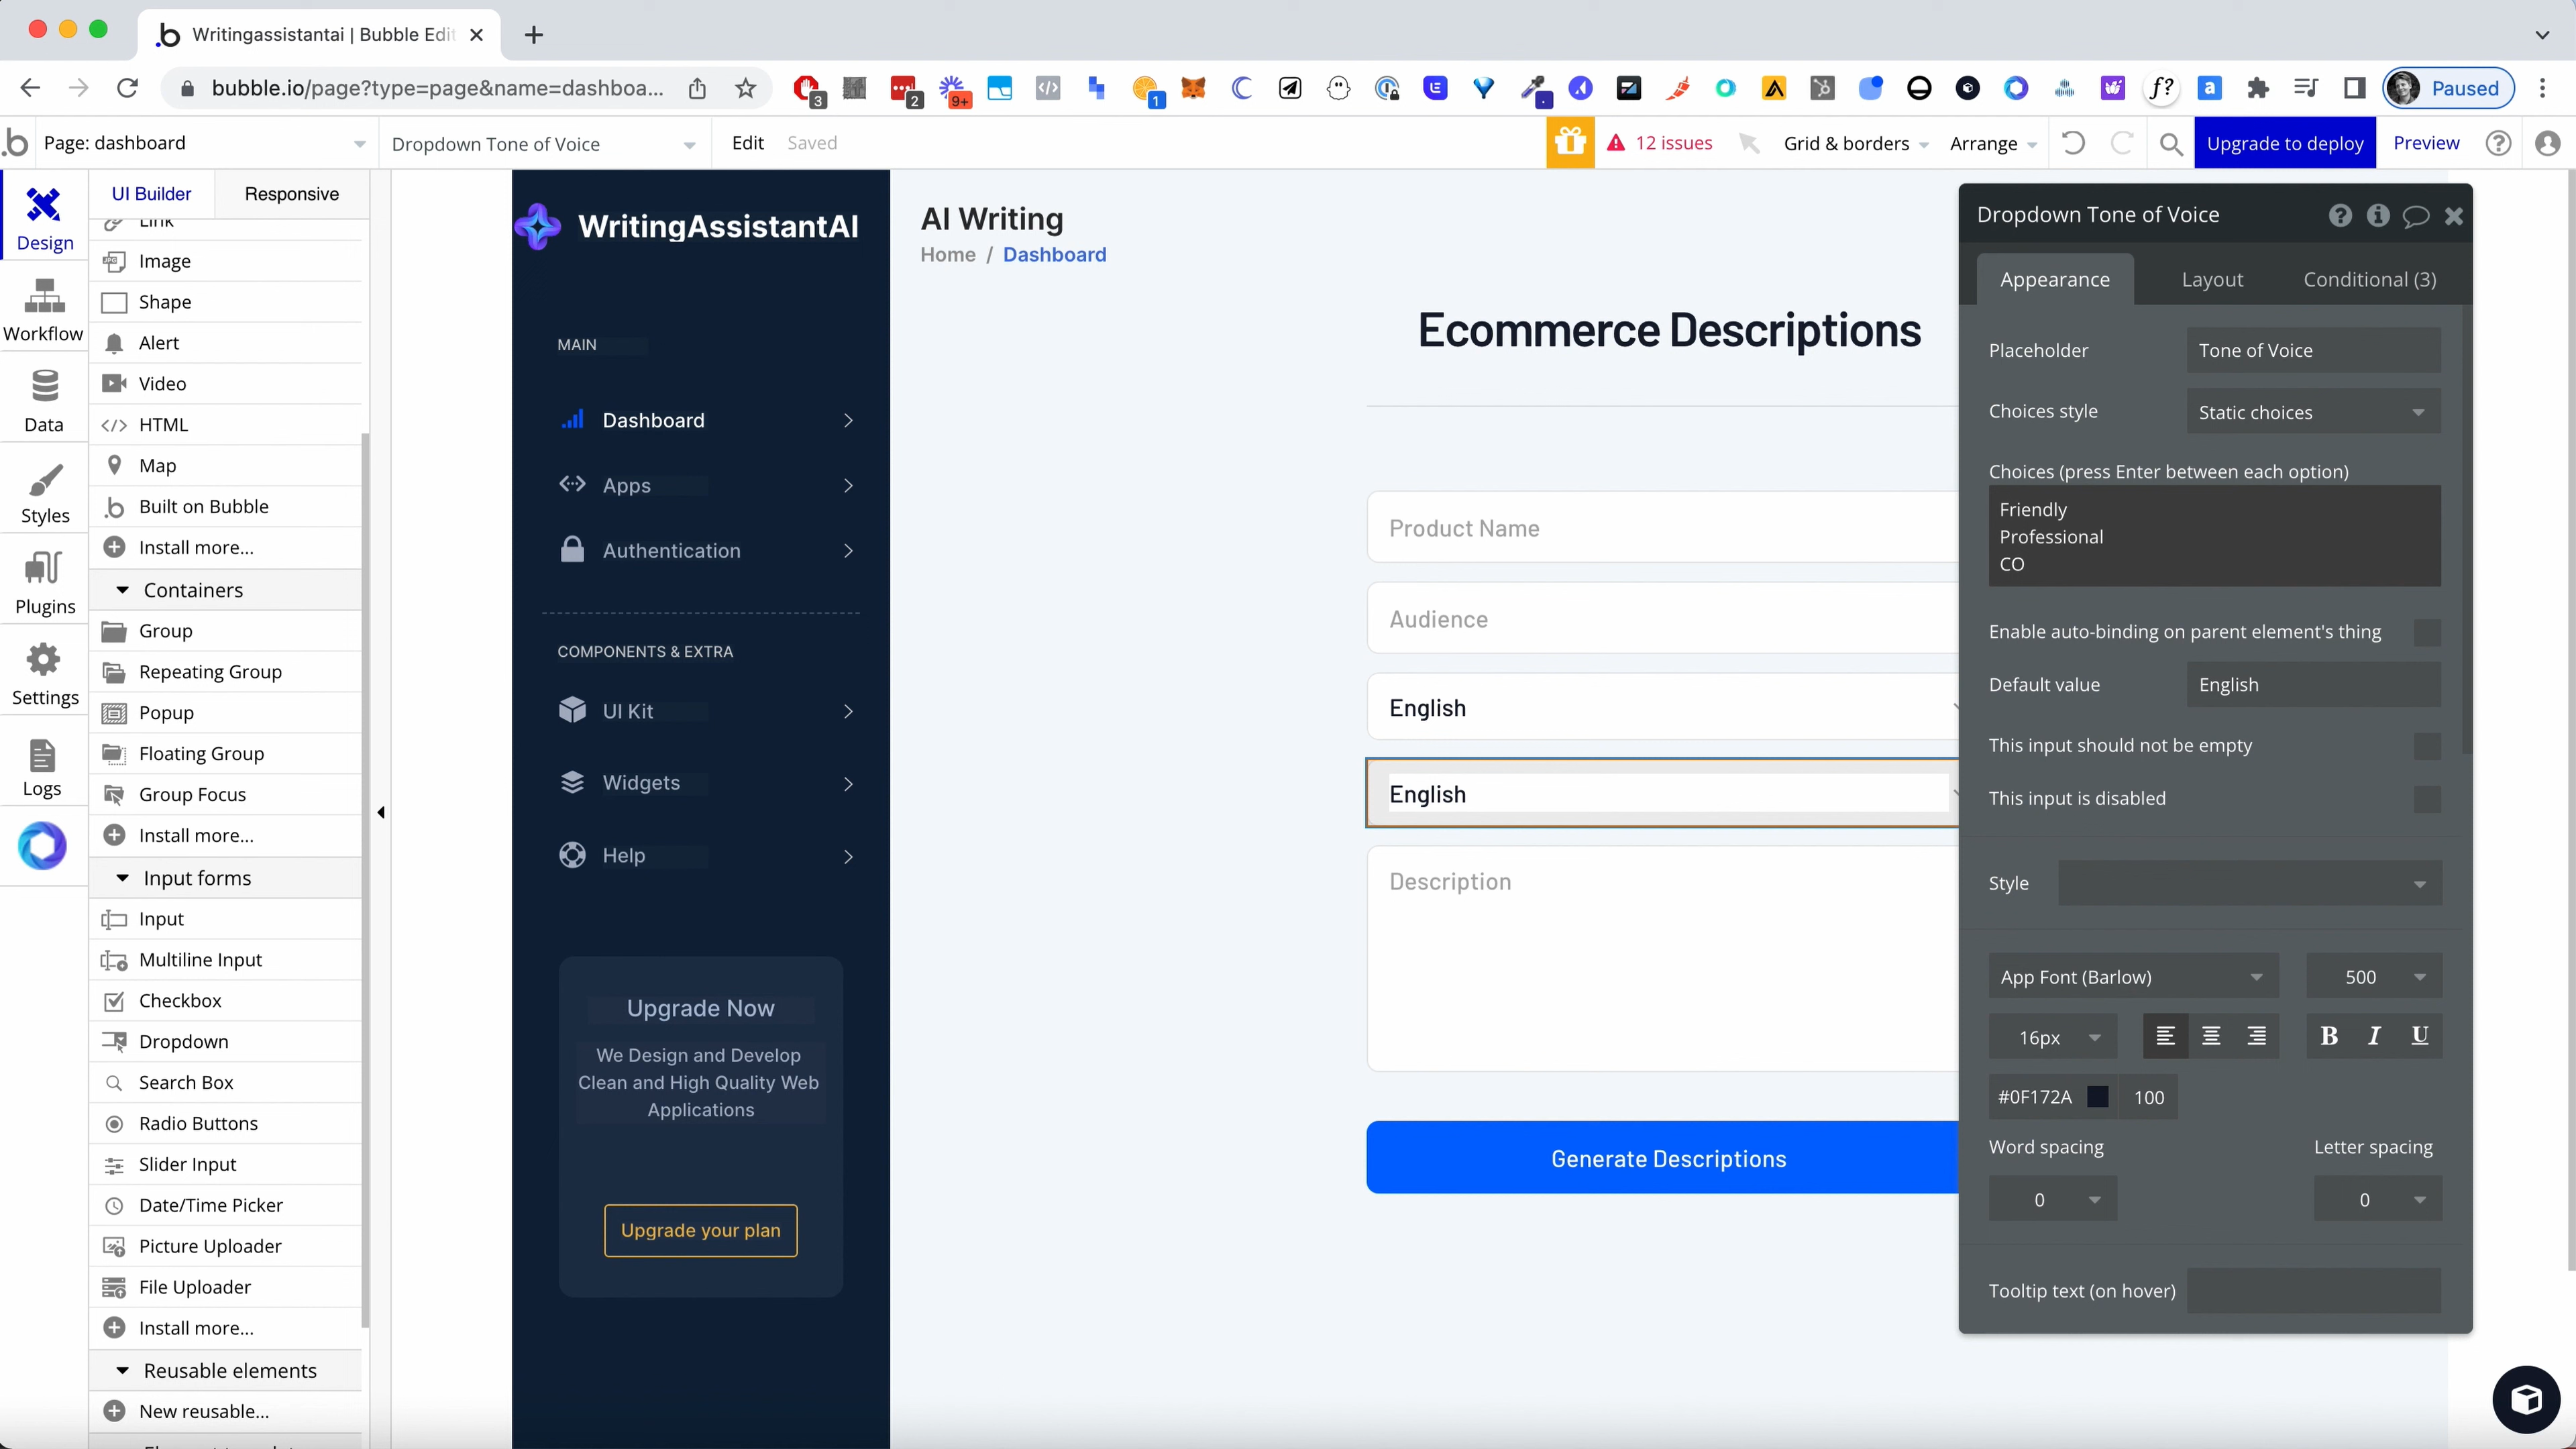 Writingassistantai | Bubble Edit
bubble.io/page?type=page&name=dashboa...
3
2
9+
1
f?
a
Paused
Page: dashboard
Dropdown Tone of Voice
Edit
Saved
12 issues
Grid & borders
Arrange
Upgrade to deploy
Preview
Design
Workflow
Data
Styles
Plugins
Settings
Logs
UI Builder
Responsive
Link
Image
Shape
Alert
Video
HTML
Map
Built on Bubble
Install more...
Containers
Group
Repeating Group
Popup
Floating Group
Group Focus
Install more...
Input forms
Input
Multiline Input
Checkbox
Dropdown
Search Box
Radio Buttons
Slider Input
Date/Time Picker
Picture Uploader
File Uploader
Install more...
Reusable elements
New reusable...
WritingAssistantAI
MAIN
Dashboard
Apps
Authentication
COMPONENTS & EXTRA
UI Kit
Widgets
Help
Upgrade Now
We Design and Develop
Clean and High Quality Web
Applications
Upgrade your plan
AI Writing
Home / Dashboard
Ecommerce Descriptions
Product Name
Audience
English
English
Description
Generate Descriptions
Dropdown Tone of Voice
Appearance
Layout
Conditional (3)
Placeholder
Tone of Voice
Choices style
Static choices
Choices (press Enter between each option)
Friendly
Professional
CO
Enable auto-binding on parent element's thing
Default value
English
This input should not be empty
This input is disabled
Style
App Font (Barlow)
500
16px
B I U
#0F172A
100
Word spacing
Letter spacing
0
0
Tooltip text (on hover)